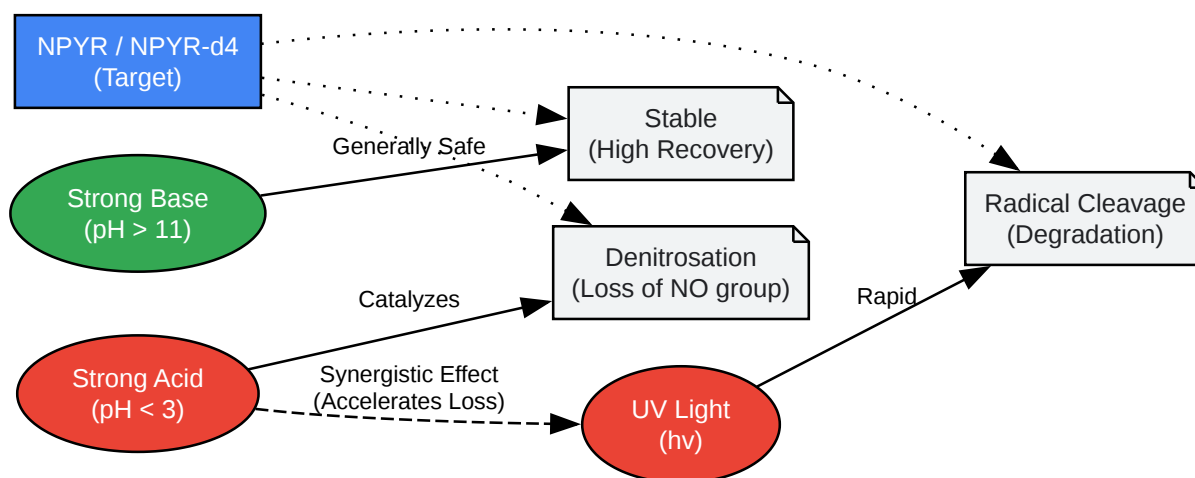 NPYR / NPYR-d4
(Target)
Stable
(High Recovery)
Generally Safe
Strong Base
(pH > 11)
Radical Cleavage
(Degradation)
Denitrosation
(Loss of NO group)
Catalyzes
Rapid
Strong Acid
(pH < 3)
Synergistic Effect
(Accelerates Loss)
UV Light
(hv)